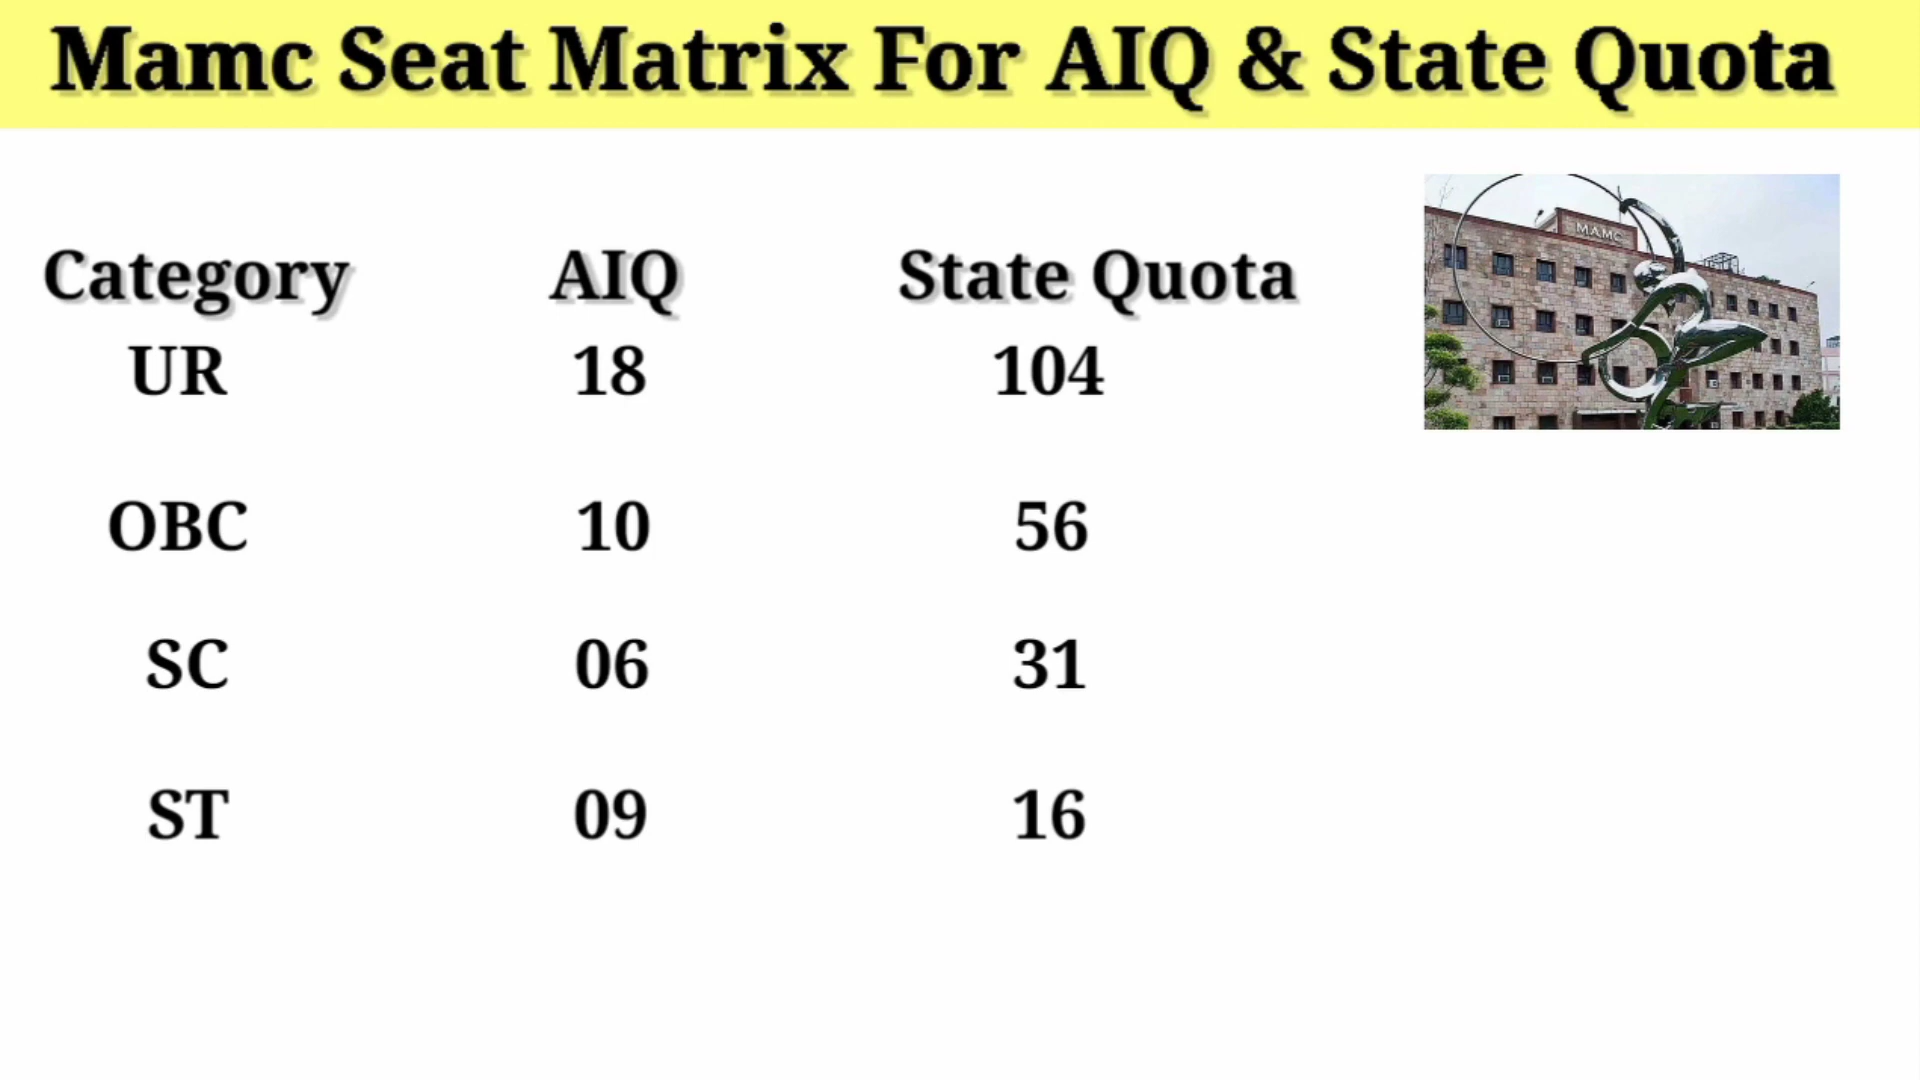 Mamc Seat Matrix For AIQ & State Quota
MAMC
Category AIQ State Quota
UR 18 104
OBC 10 56
SC 06 31
ST 09 16